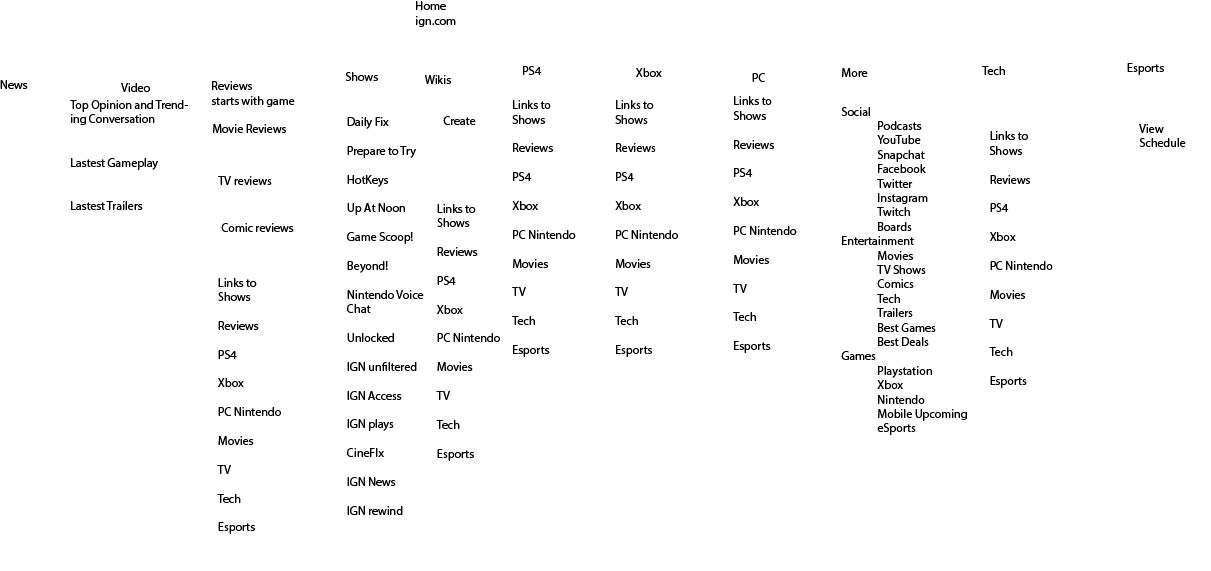 Home
ign.com
News
Video
Top Opinion and Trend-
ing Conversation
Lastest Gameplay
Lastest Trailers
Reviews
starts with game
Movie Reviews
TV reviews
Comic reviews
Links to
Shows
Reviews
PS4
Xbox
PC Nintendo
Movies
TV
Tech
Esports
Shows
Daily Fix
Prepare to Try
HotKeys
Up At Noon
Game Scoop!
Beyond!
Nintendo Voice
Chat
Unlocked
IGN unfiltered
IGN Access
IGN plays
CineFIx
IGN News
IGN rewind
Wikis
Create
Links to
Shows
Reviews
PS4
Xbox
PC Nintendo
Movies
TV
Tech
Esports
PS4
Links to
Shows
Reviews
PS4
Xbox
PC Nintendo
Movies
TV
Tech
Esports
Xbox
Links to
Shows
Reviews
PS4
Xbox
PC Nintendo
Movies
TV
Tech
Esports
PC
Links to
Shows
Reviews
PS4
Xbox
PC Nintendo
Movies
TV
Tech
Esports
More
Social
Podcasts
YouTube
Snapchat
Facebook
Twitter
Instagram
Twitch
Boards
Entertainment
Movies
TV Shows
Comics
Tech
Trailers
Best Games
Best Deals
Games
Playstation
Xbox
Nintendo
Mobile Upcoming
eSports
Tech
Links to
Shows
Reviews
PS4
Xbox
PC Nintendo
Movies
TV
Tech
Esports
Esports
View
Schedule